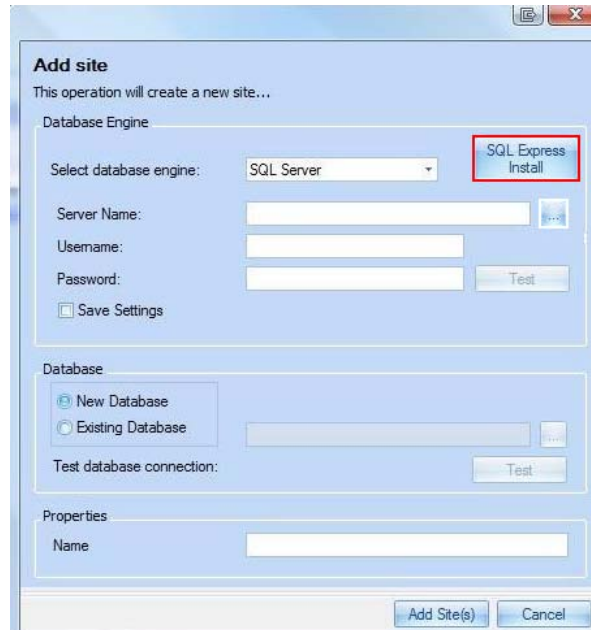 Add site
This operation will create a new site...
Database Engine
Select database engine: SQL Server SQL Express Install
Server Name: ...
Username:
Password: Test
Save Settings
Database
New Database
Existing Database ...
Test database connection: Test
Properties
Name
Add Site(s) Cancel